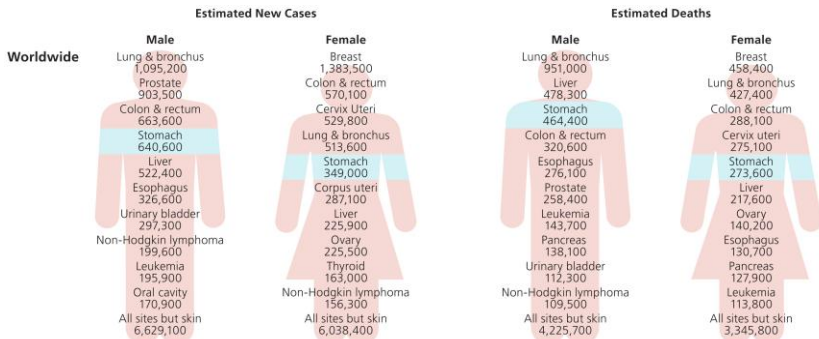 Estimated New Cases
Estimated Deaths
Worldwide
Male
Lung & bronchus
1,095,200
Prostate
903,500
Colon & rectum
663,600
Stomach
640,600
Liver
522,400
Esophagus
326,600
Urinary bladder
297,300
Non-Hodgkin lymphoma
199,600
Leukemia
195,900
Oral cavity
170,900
All sites but skin
6,629,100
Female
Breast
1,383,500
Colon & rectum
570,100
Cervix Uteri
529,800
Lung & bronchus
513,600
Stomach
349,000
Corpus uteri
287,100
Liver
225,900
Ovary
225,500
Thyroid
163,000
Non-Hodgkin lymphoma
156,300
All sites but skin
6,038,400
Male
Lung & bronchus
951,000
Liver
478,300
Stomach
464,400
Colon & rectum
320,600
Esophagus
276,100
Prostate
258,400
Leukemia
143,700
Pancreas
138,100
Urinary bladder
112,300
Non-Hodgkin lymphoma
109,500
All sites but skin
4,225,700
Female
Breast
458,400
Lung & bronchus
427,400
Colon & rectum
288,100
Cervix uteri
275,100
Stomach
273,600
Liver
217,600
Ovary
140,200
Esophagus
130,700
Pancreas
127,900
Leukemia
113,800
All sites but skin
3,345,800